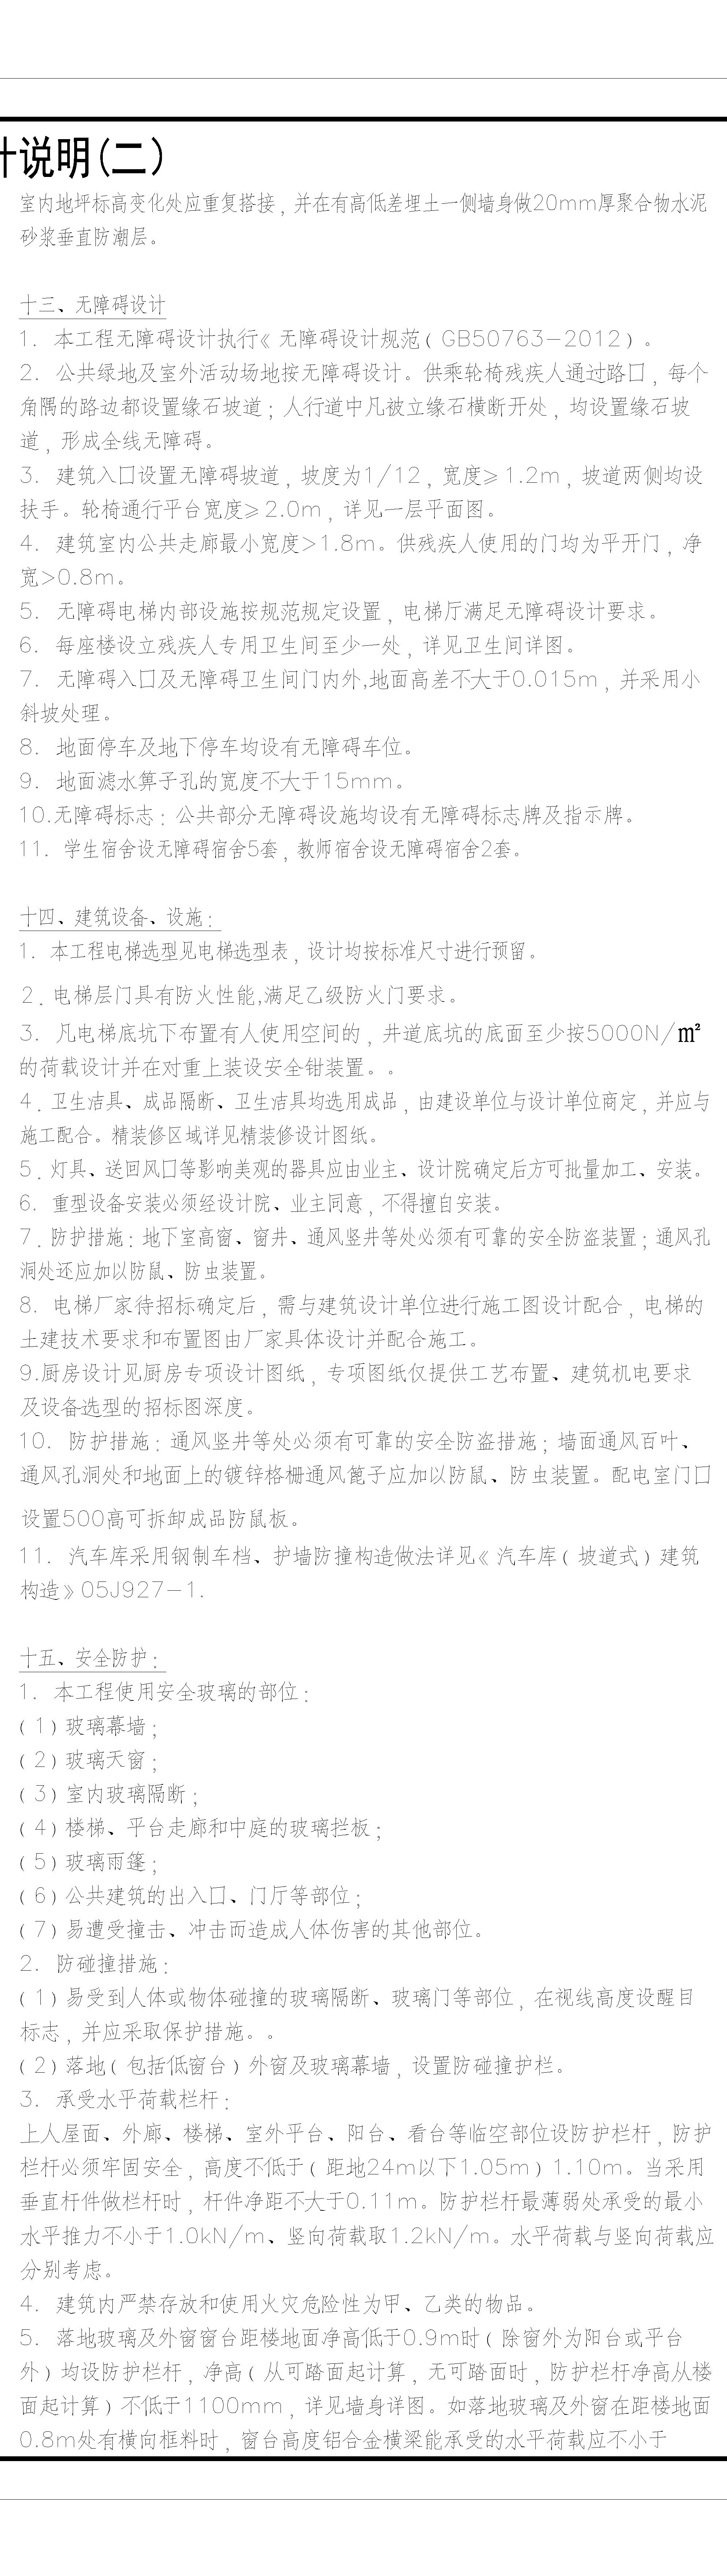 计说明(二)
室内地坪标高变化处应重复搭接，并在有高低差埋土一侧墙身做20mm厚聚合物水泥
砂浆垂直防潮层。
十三、无障碍设计
1. 本工程无障碍设计执行《无障碍设计规范(GB50763-2012)。
2. 公共绿地及室外活动场地按无障碍设计。供乘轮椅残疾人通过路口，每个
角隅的路边都设置缘石坡道；人行道中凡被立缘石横断开处，均设置缘石坡
道，形成全线无障碍。
3. 建筑入口设置无障碍坡道，坡度为1/12，宽度≥1.2m，坡道两侧均设
扶手。轮椅通行平台宽度≥2.0m，详见一层平面图。
4. 建筑室内公共走廊最小宽度>1.8m。供残疾人使用的门均为平开门，净
宽>0.8m。
5. 无障碍电梯内部设施按规范规定设置，电梯厅满足无障碍设计要求。
6. 每座楼设立残疾人专用卫生间至少一处，详见卫生间详图。
7. 无障碍入口及无障碍卫生间门内外,地面高差不大于0.015m，并采用小
斜坡处理。
8. 地面停车及地下停车均设有无障碍车位。
9. 地面滤水箅子孔的宽度不大于15mm。
10.无障碍标志：公共部分无障碍设施均设有无障碍标志牌及指示牌。
11. 学生宿舍设无障碍宿舍5套，教师宿舍设无障碍宿舍2套。
十四、建筑设备、设施：
1. 本工程电梯选型见电梯选型表，设计均按标准尺寸进行预留。
2. 电梯层门具有防火性能,满足乙级防火门要求。
3. 凡电梯底坑下布置有人使用空间的，井道底坑的底面至少按5000N/㎡
的荷载设计并在对重上装设安全钳装置。。
4. 卫生洁具、成品隔断、卫生洁具均选用成品，由建设单位与设计单位商定，并应与
施工配合。精装修区域详见精装修设计图纸。
5. 灯具、送回风口等影响美观的器具应由业主、设计院确定后方可批量加工、安装。
6. 重型设备安装必须经设计院、业主同意，不得擅自安装。
7. 防护措施：地下室高窗、窗井、通风竖井等处必须有可靠的安全防盗装置；通风孔
洞处还应加以防鼠、防虫装置。
8. 电梯厂家待招标确定后，需与建筑设计单位进行施工图设计配合，电梯的
土建技术要求和布置图由厂家具体设计并配合施工。
9.厨房设计见厨房专项设计图纸，专项图纸仅提供工艺布置、建筑机电要求
及设备选型的招标图深度。
10. 防护措施：通风竖井等处必须有可靠的安全防盗措施；墙面通风百叶、
通风孔洞处和地面上的镀锌格栅通风篦子应加以防鼠、防虫装置。配电室门口
设置500高可拆卸成品防鼠板。
11. 汽车库采用钢制车档、护墙防撞构造做法详见《汽车库(坡道式)建筑
构造》05J927-1.
十五、安全防护：
1. 本工程使用安全玻璃的部位：
(1)玻璃幕墙；
(2)玻璃天窗；
(3)室内玻璃隔断；
(4)楼梯、平台走廊和中庭的玻璃拦板；
(5)玻璃雨篷；
(6)公共建筑的出入口、门厅等部位；
(7)易遭受撞击、冲击而造成人体伤害的其他部位。
2. 防碰撞措施：
(1)易受到人体或物体碰撞的玻璃隔断、玻璃门等部位，在视线高度设醒目
标志，并应采取保护措施。。
(2)落地(包括低窗台)外窗及玻璃幕墙，设置防碰撞护栏。
3. 承受水平荷载栏杆：
上人屋面、外廊、楼梯、室外平台、阳台、看台等临空部位设防护栏杆，防护
栏杆必须牢固安全，高度不低于(距地24m以下1.05m)1.10m。当采用
垂直杆件做栏杆时，杆件净距不大于0.11m。防护栏杆最薄弱处承受的最小
水平推力不小于1.0kN/m、竖向荷载取1.2kN/m。水平荷载与竖向荷载应
分别考虑。
4. 建筑内严禁存放和使用火灾危险性为甲、乙类的物品。
5. 落地玻璃及外窗窗台距楼地面净高低于0.9m时(除窗外为阳台或平台
外)均设防护栏杆，净高(从可踏面起计算，无可踏面时，防护栏杆净高从楼
面起计算)不低于1100mm，详见墙身详图。如落地玻璃及外窗在距楼地面
0.8m处有横向框料时，窗台高度铝合金横梁能承受的水平荷载应不小于